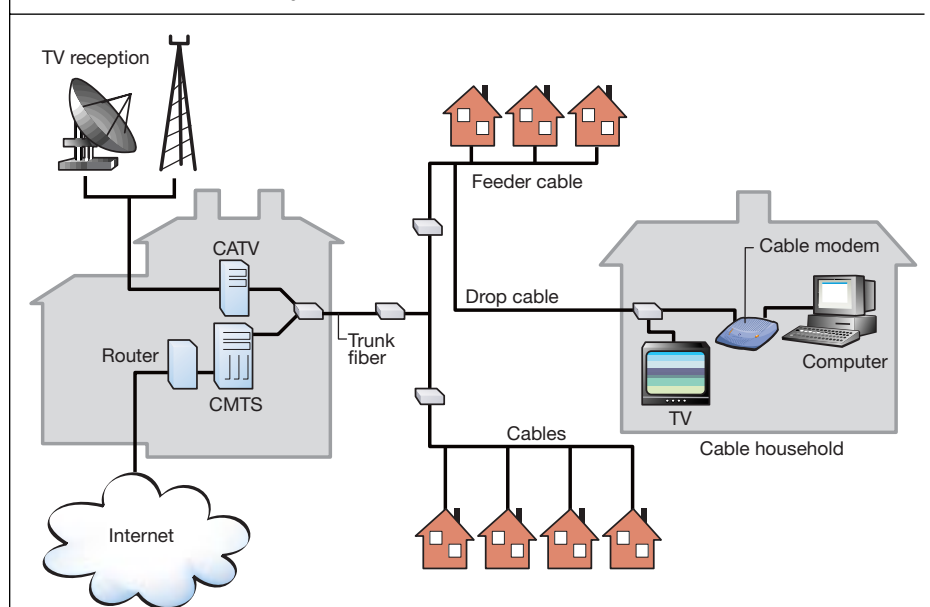 TV reception
Feeder cable
CATV
Cable modem
Drop cable
Trunk
fiber
Router
Computer
CMTS
TV
Cables
Cable household
Internet